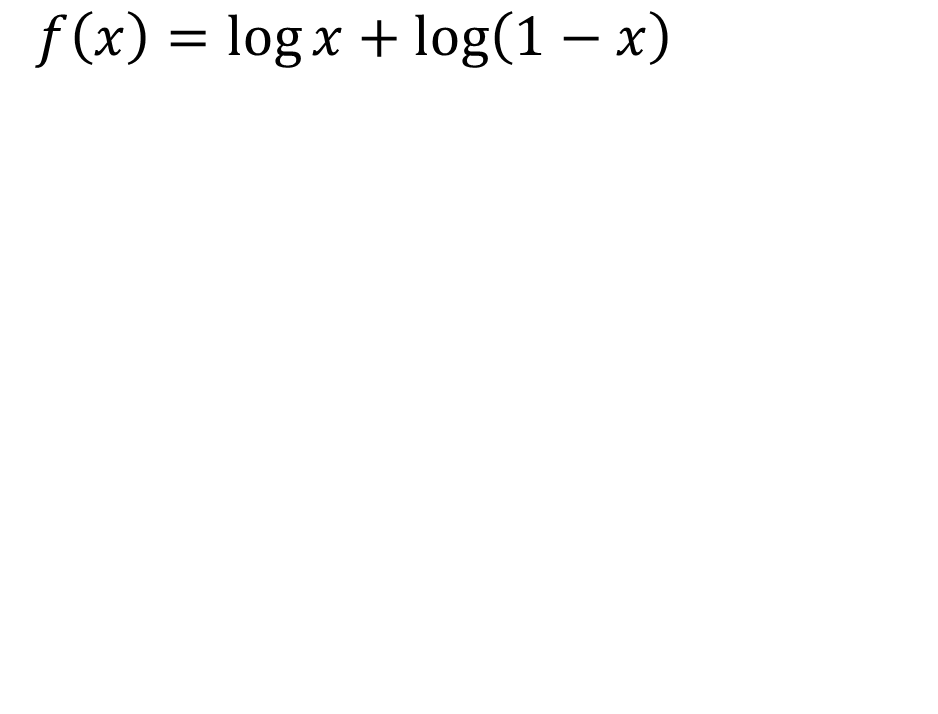 f(x) = log x + log(1 − x)